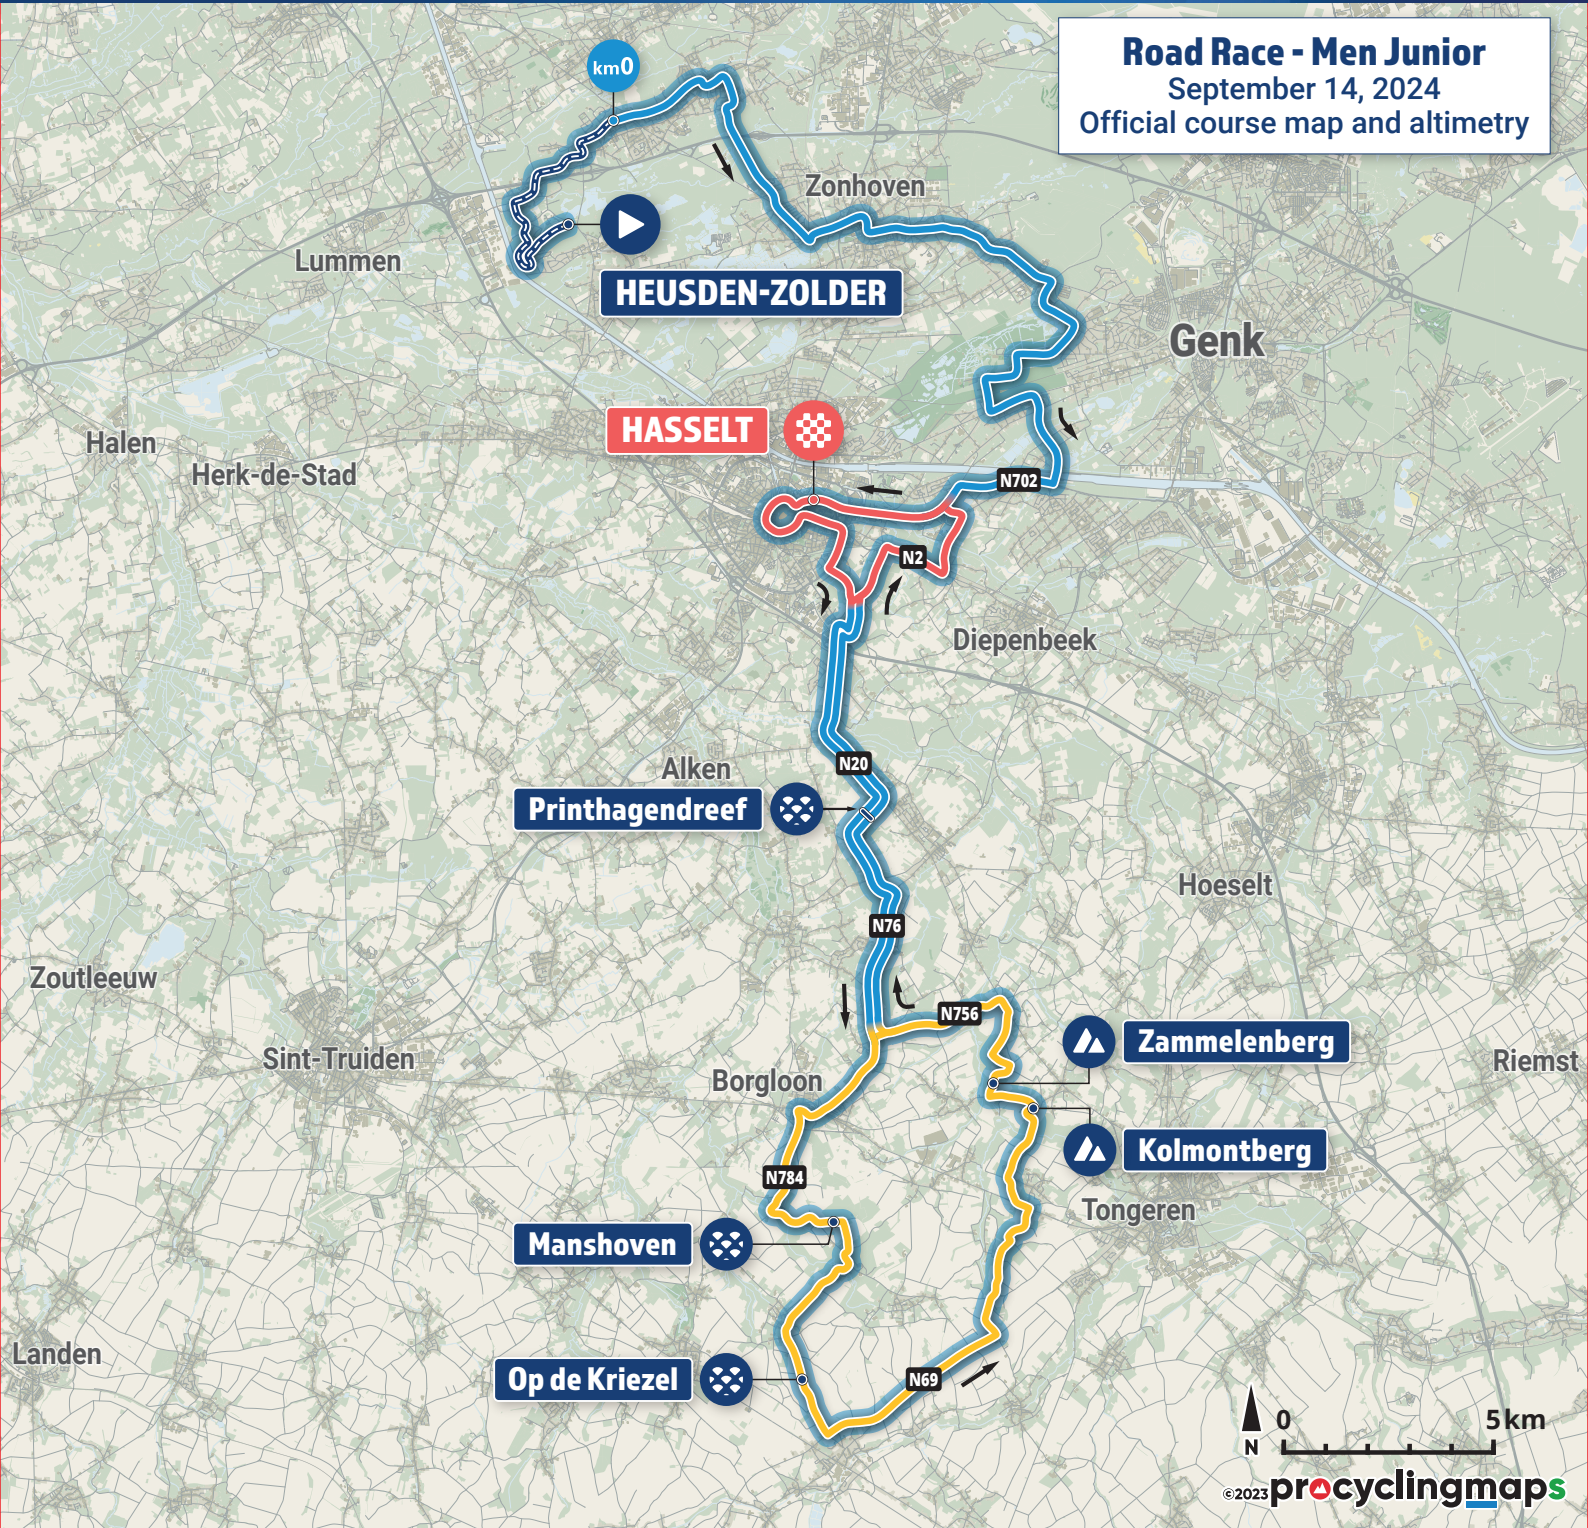 Road Race - Men Junior
September 14, 2024
Official course map and altimetry
km0
Zonhoven
Lummen
HEUSDEN-ZOLDER
Genk
HASSELT
Halen
Herk-de-Stad
N702
N2
Diepenbeek
N20
Alken
Printhagendreef
Hoeselt
N76
Zoutleeuw
N756
Zammelenberg
Sint-Truiden
Riemst
Borgloon
Kolmontberg
N784
Tongeren
Manshoven
Landen
Op de Kriezel
N69
0 5km
N
©2023 procyclingmaps